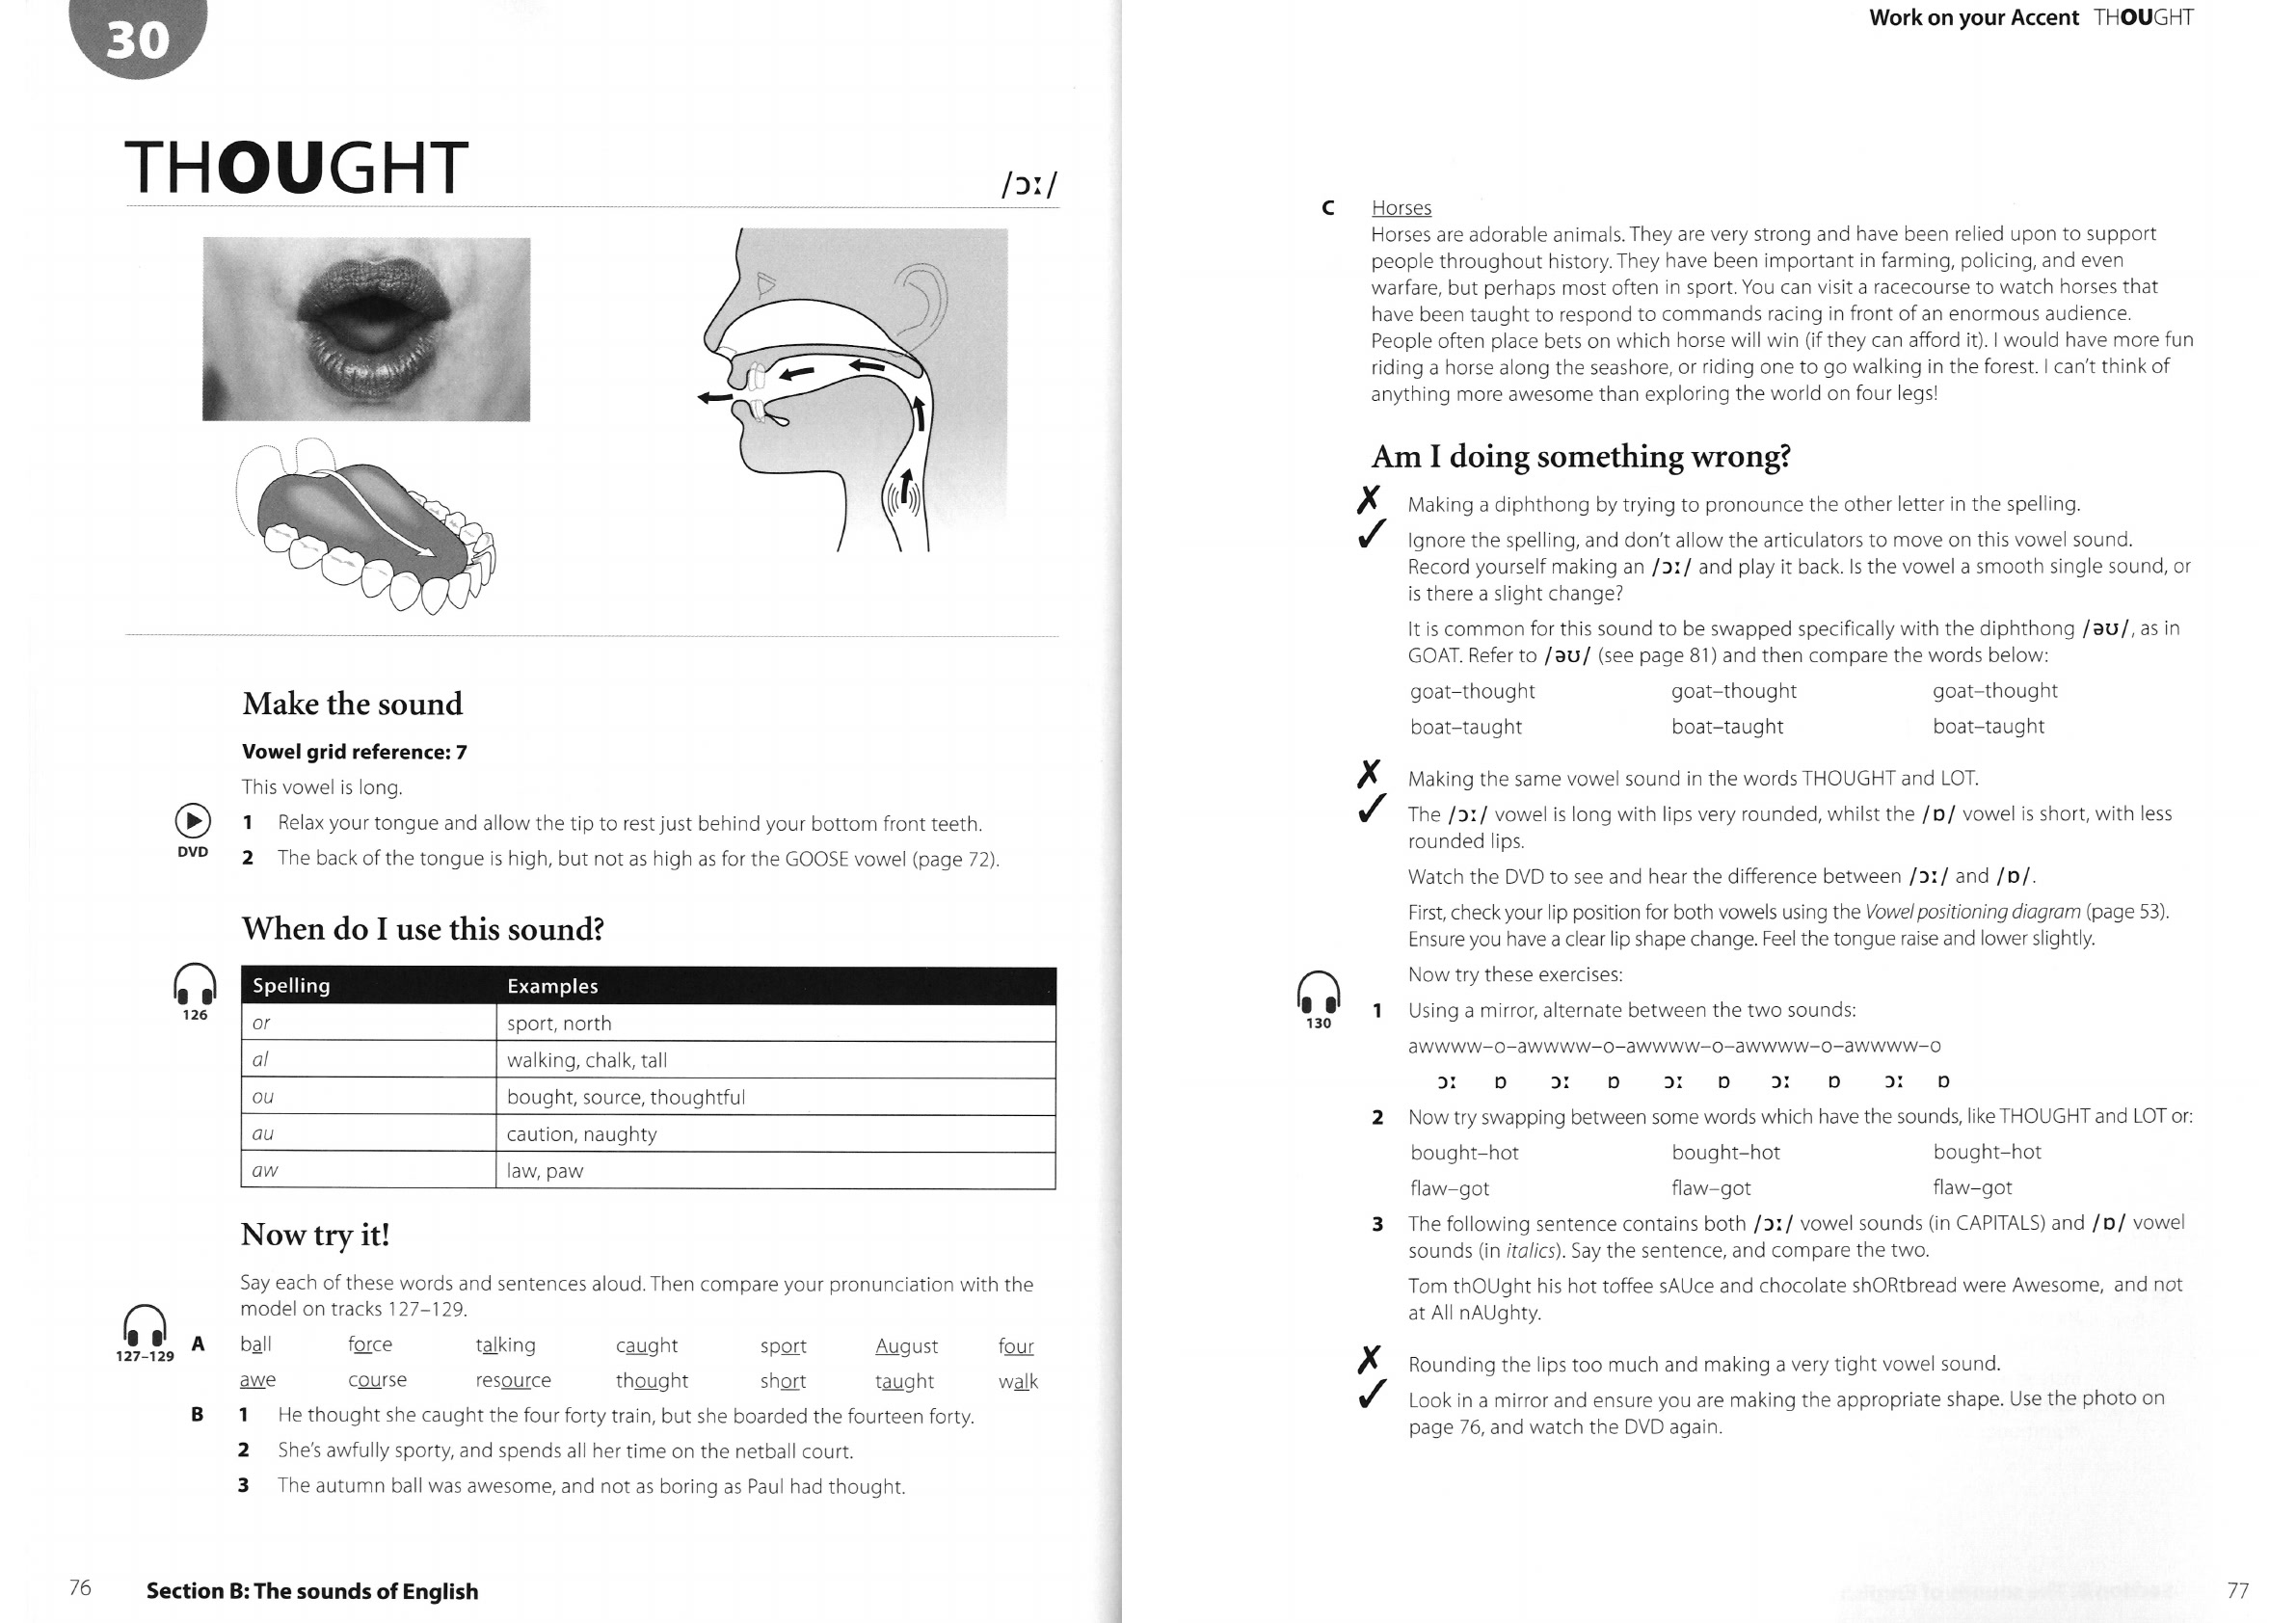 30
THOUGHT
/ɔː/
Make the sound
Vowel grid reference: 7
This vowel is long.
DVD
1 Relax your tongue and allow the tip to rest just behind your bottom front teeth.
2 The back of the tongue is high, but not as high as for the GOOSE vowel (page 72).
When do I use this sound?
126
Spelling Examples
or sport, north
al walking, chalk, tall
ou bought, source, thoughtful
au caution, naughty
aw law, paw
Now try it!
Say each of these words and sentences aloud. Then compare your pronunciation with the
model on tracks 127–129.
127–129
A ball force talking caught sport August four
awe course resource thought short taught walk
B 1 He thought she caught the four forty train, but she boarded the fourteen forty.
2 She's awfully sporty, and spends all her time on the netball court.
3 The autumn ball was awesome, and not as boring as Paul had thought.
76 Section B: The sounds of English
Work on your Accent THOUGHT
C Horses
Horses are adorable animals. They are very strong and have been relied upon to support
people throughout history. They have been important in farming, policing, and even
warfare, but perhaps most often in sport. You can visit a racecourse to watch horses that
have been taught to respond to commands racing in front of an enormous audience.
People often place bets on which horse will win (if they can afford it). I would have more fun
riding a horse along the seashore, or riding one to go walking in the forest. I can't think of
anything more awesome than exploring the world on four legs!
Am I doing something wrong?
✗ Making a diphthong by trying to pronounce the other letter in the spelling.
✓ Ignore the spelling, and don't allow the articulators to move on this vowel sound.
Record yourself making an /ɔː/ and play it back. Is the vowel a smooth single sound, or
is there a slight change?
It is common for this sound to be swapped specifically with the diphthong /əʊ/, as in
GOAT. Refer to /əʊ/ (see page 81) and then compare the words below:
goat–thought goat–thought goat–thought
boat–taught boat–taught boat–taught
✗ Making the same vowel sound in the words THOUGHT and LOT.
✓ The /ɔː/ vowel is long with lips very rounded, whilst the /ɒ/ vowel is short, with less
rounded lips.
Watch the DVD to see and hear the difference between /ɔː/ and /ɒ/.
First, check your lip position for both vowels using the Vowel positioning diagram (page 53).
Ensure you have a clear lip shape change. Feel the tongue raise and lower slightly.
Now try these exercises:
130
1 Using a mirror, alternate between the two sounds:
awwww–o–awwww–o–awwww–o–awwww–o–awwww–o
ɔː ɒ ɔː ɒ ɔː ɒ ɔː ɒ ɔː ɒ
2 Now try swapping between some words which have the sounds, like THOUGHT and LOT or:
bought–hot bought–hot bought–hot
flaw–got flaw–got flaw–got
3 The following sentence contains both /ɔː/ vowel sounds (in CAPITALS) and /ɒ/ vowel
sounds (in italics). Say the sentence, and compare the two.
Tom thOUght his hot toffee sAUce and chocolate shORtbread were Awesome, and not
at All nAUghty.
✗ Rounding the lips too much and making a very tight vowel sound.
✓ Look in a mirror and ensure you are making the appropriate shape. Use the photo on
page 76, and watch the DVD again.
77